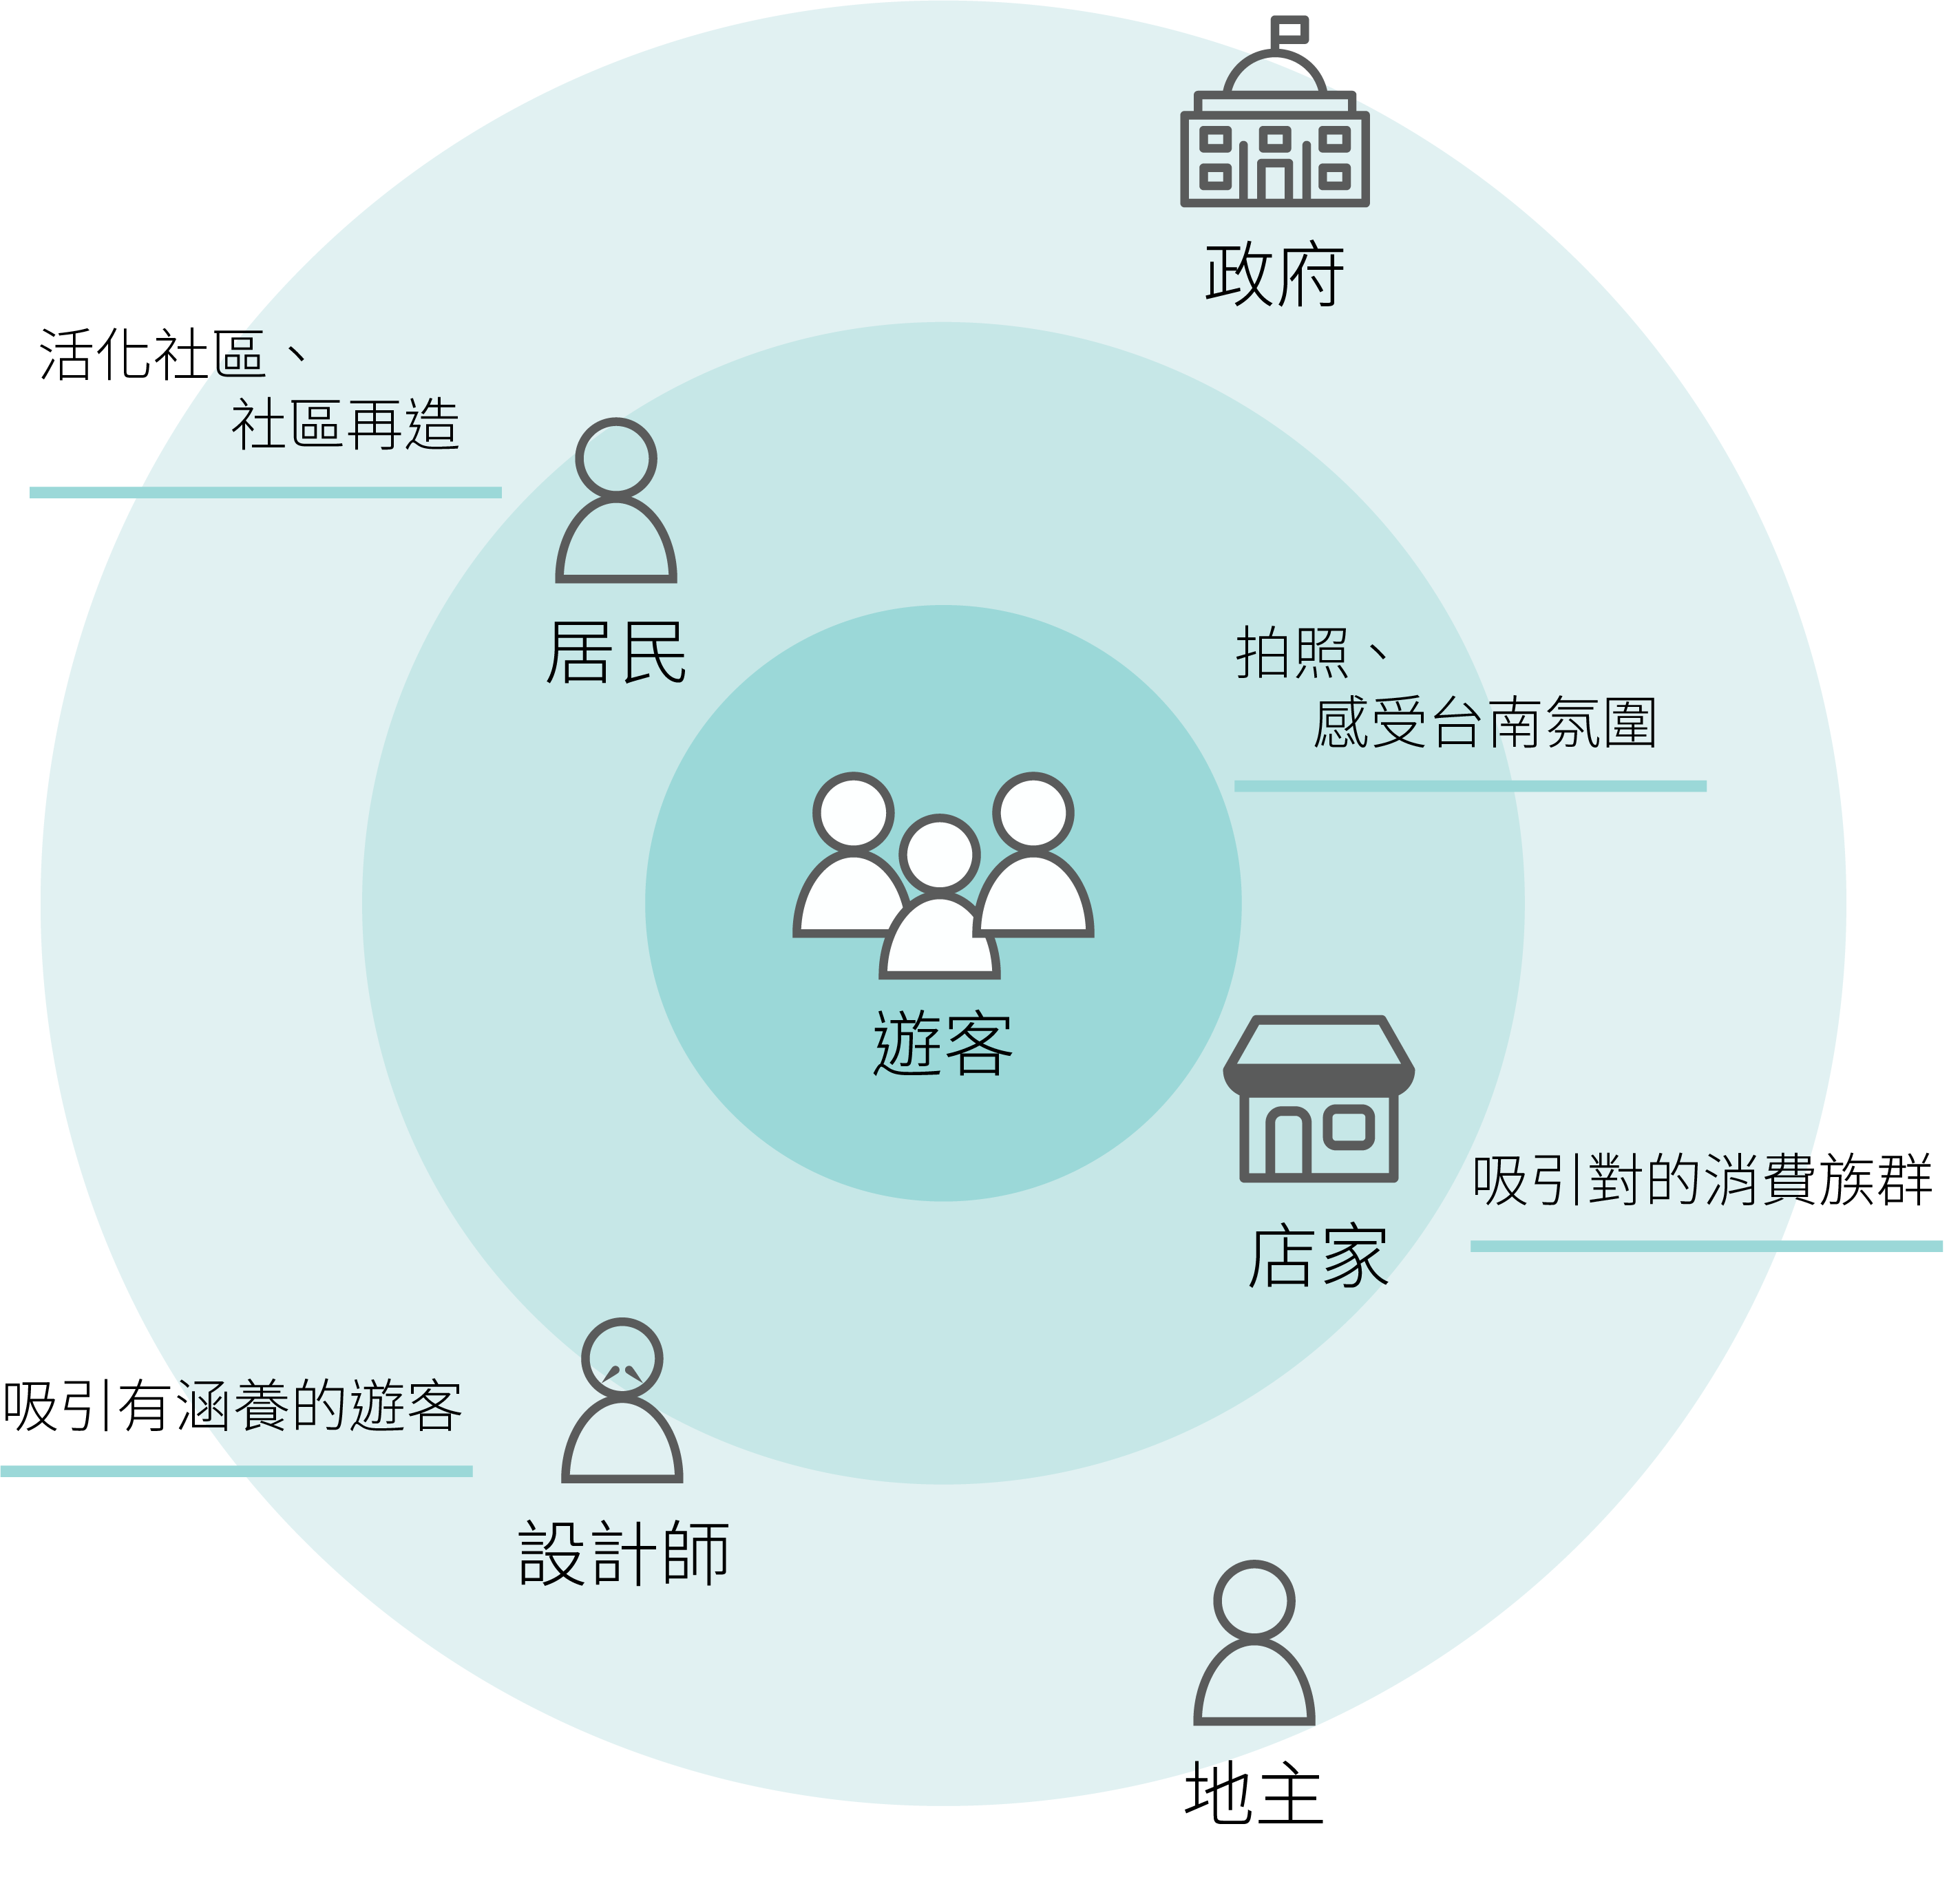 政府
活化社區、
社區再造
居民
拍照、
感受台南氛圍
遊客
吸引對的消費族群
店家
吸引有涵養的遊客
設計師
地主